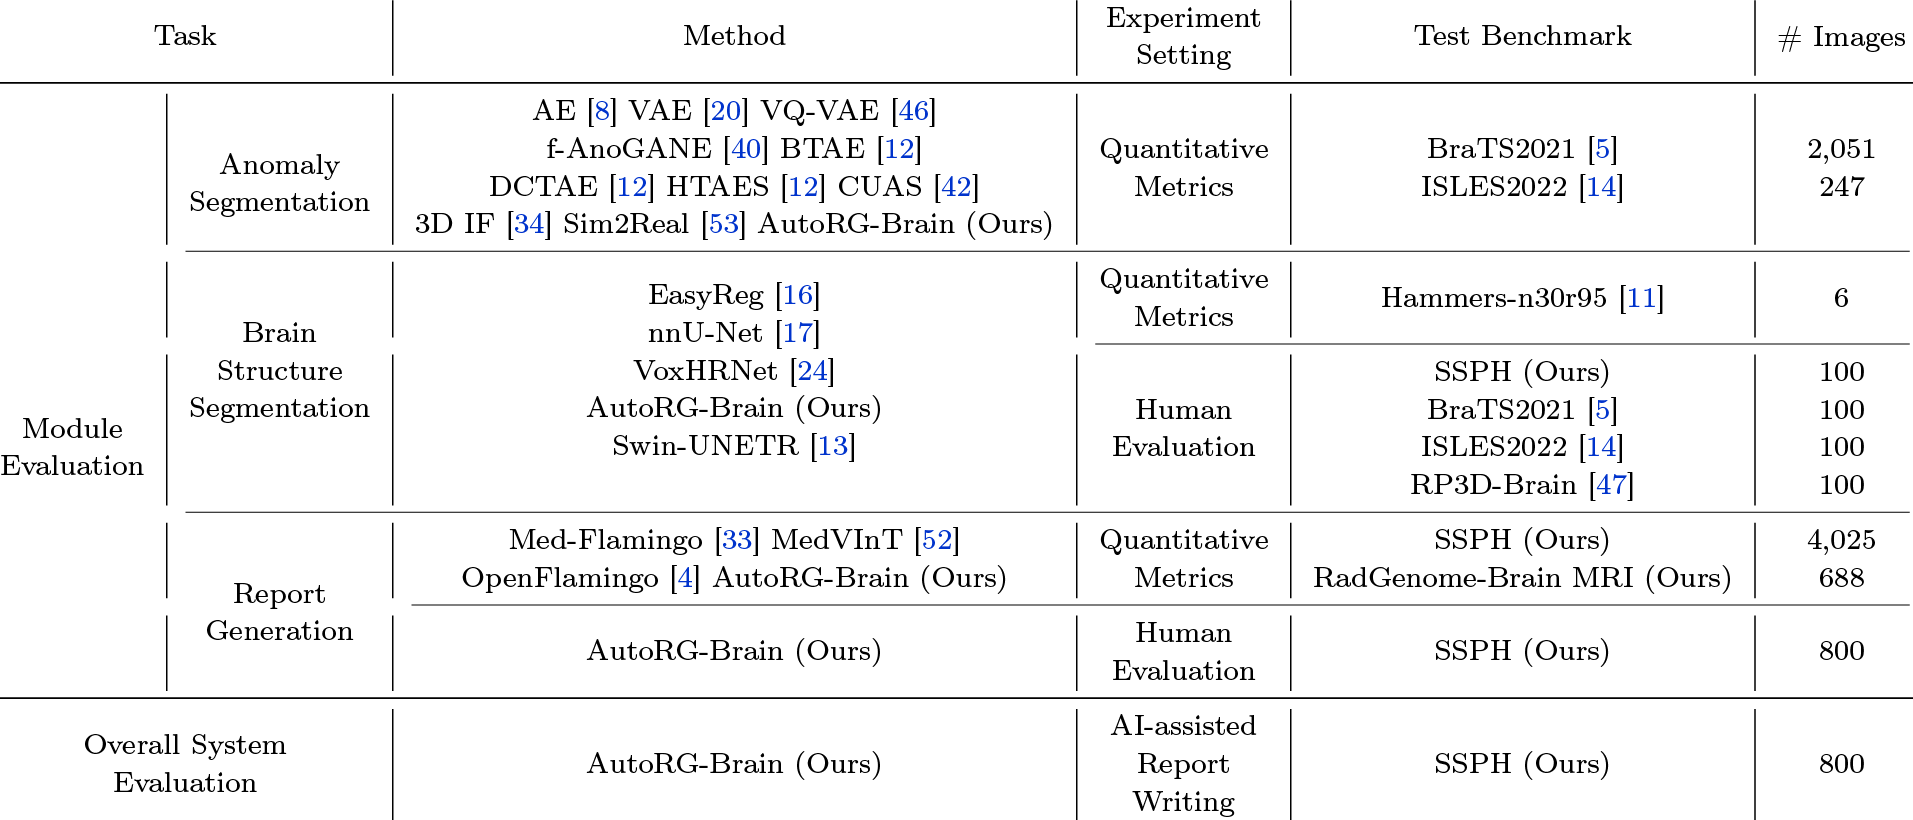 Task Method Experiment Setting Test Benchmark # Images
Module Evaluation
Anomaly Segmentation
AE [8] VAE [20] VQ-VAE [46]
f-AnoGANE [40] BTAE [12]
DCTAE [12] HTAES [12] CUAS [42]
3D IF [34] Sim2Real [53] AutoRG-Brain (Ours)
Quantitative Metrics
BraTS2021 [5] 2,051
ISLES2022 [14] 247
Brain Structure Segmentation
EasyReg [16]
nnU-Net [17]
VoxHRNet [24]
AutoRG-Brain (Ours)
Swin-UNETR [13]
Quantitative Metrics
Hammers-n30r95 [11] 6
Human Evaluation
SSPH (Ours) 100
BraTS2021 [5] 100
ISLES2022 [14] 100
RP3D-Brain [47] 100
Report Generation
Med-Flamingo [33] MedVInT [52]
OpenFlamingo [4] AutoRG-Brain (Ours)
Quantitative Metrics
SSPH (Ours) 4,025
RadGenome-Brain MRI (Ours) 688
AutoRG-Brain (Ours)
Human Evaluation
SSPH (Ours) 800
Overall System Evaluation
AutoRG-Brain (Ours)
AI-assisted Report Writing
SSPH (Ours) 800